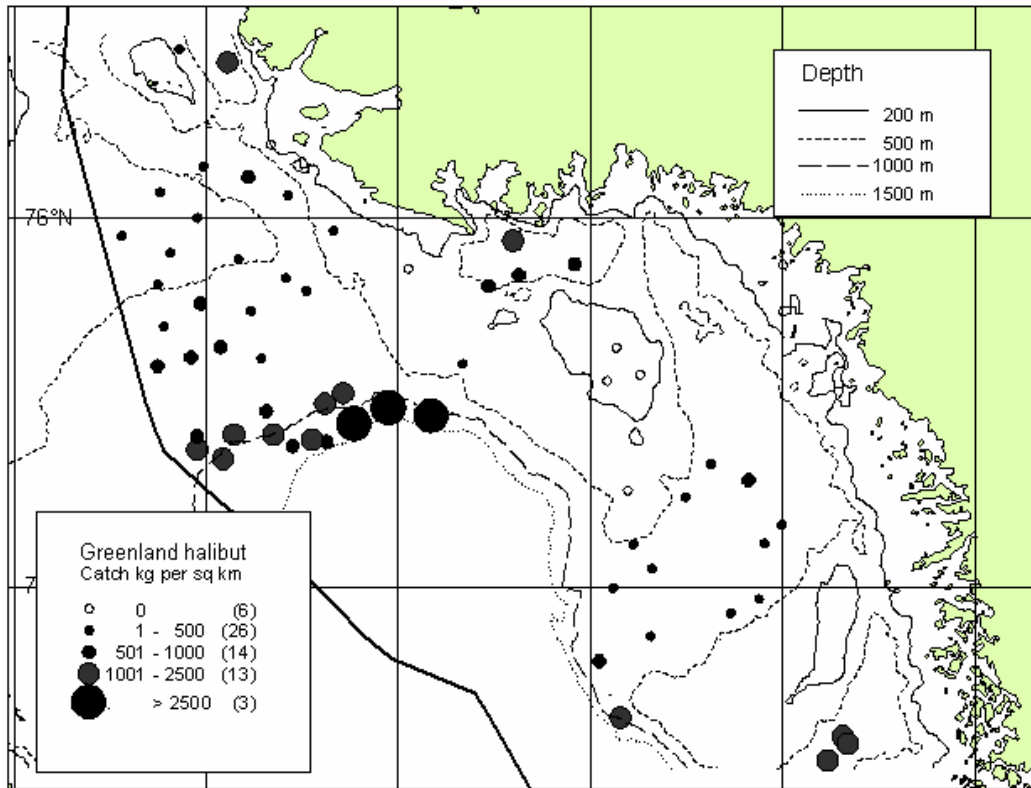 Depth
200 m
500 m
1000 m
1500 m
76°N
7
Greenland halibut
Catch kg per sq km
0 (6)
1 - 500 (26)
501 - 1000 (14)
1001 - 2500 (13)
> 2500 (3)